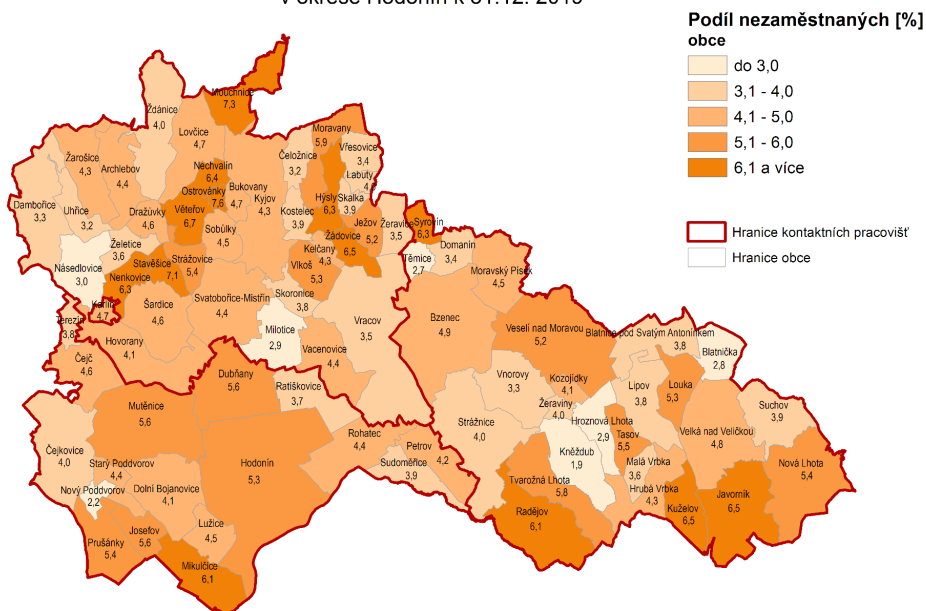 v okrese Hodonín k 31.12. 2019
Podíl nezaměstnaných [%]
obce
do 3,0
3,1 - 4,0
4,1 - 5,0
5,1 - 6,0
6,1 a více
Hranice kontaktních pracovišť
Hranice obce
Mouchnice
7,3
Ždánice
4,0
Lovčice
4,7
Moravany
5,9
Vřesovice
3,4
Čeložnice
3,2
Žarošice
4,3
Archlebov
4,4
Nechvalín
6,4
Labuty
Ostrovánky
7,6
Bukovany
4,7
Kyjov
4,3
Hýsly
6,3
Skalka
3,9
Dambořice
3,3
Uhřice
3,2
Dražůvky
4,6
Věteřov
6,7
Kostelec
3,9
Ježov
5,2
Žeravice
3,5
Syrovín
6,3
Sobůlky
4,5
Žádovice
6,5
Želetice
3,6
Domanín
3,4
Násedlovice
3,0
Stavěšice
7,1
Strážovice
5,4
Kelčany
4,3
Těmice
2,7
Vlkoš
5,3
Moravský Písek
4,5
Nenkovice
6,3
Karlín
4,7
Šardice
4,6
Svatobořice-Mistřín
4,4
Skoronice
3,8
Terezín
3,8
Milotice
2,9
Vracov
3,5
Bzenec
4,9
Veselí nad Moravou
5,2
Blatnice pod Svatým Antonínkem
3,8
Hovorany
4,1
Vacenovice
4,4
Blatnička
2,8
Čejč
4,6
Dubňany
5,6
Ratiškovice
3,7
Vnorovy
3,3
Kozojídky
4,1
Lipov
3,8
Louka
5,3
Mutěnice
5,6
Žeraviny
4,0
Suchov
3,9
Strážnice
4,0
Hroznová Lhota
2,9
Tasov
5,5
Velká nad Veličkou
4,8
Rohatec
4,4
Petrov
4,2
Kněždub
1,9
Čejkovice
4,0
Starý Poddvorov
4,4
Hodonín
5,3
Sudoměřice
3,9
Malá Vrbka
3,6
Nová Lhota
5,4
Nový Poddvorov
2,2
Dolní Bojanovice
4,1
Tvarožná Lhota
5,8
Hrubá Vrbka
4,3
Javorník
6,5
Kuželov
6,5
Radějov
6,1
Lužice
4,5
Josefov
5,6
Prušánky
5,4
Mikulčice
6,1